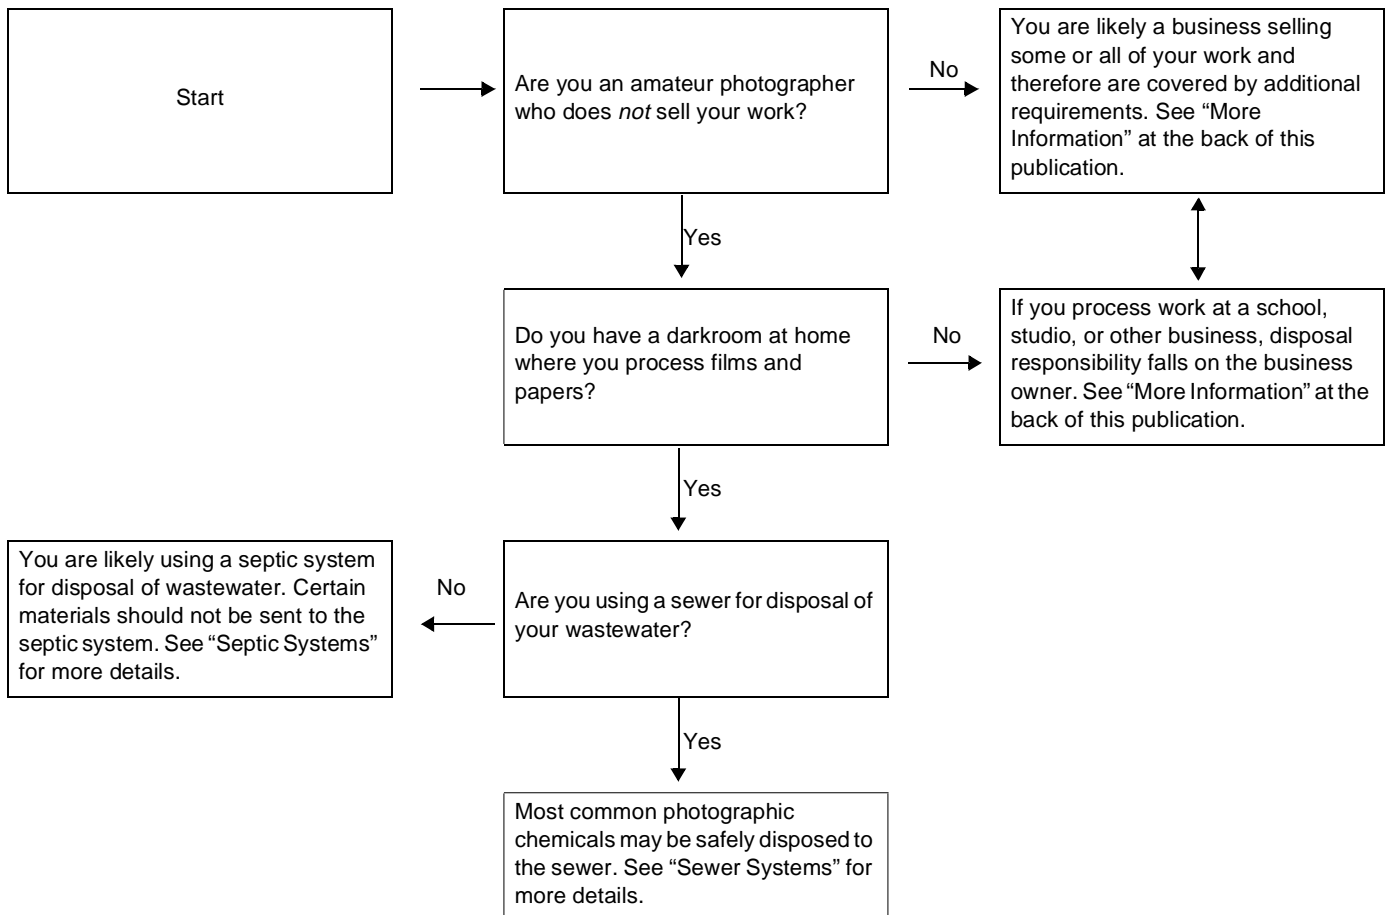 Start
Are you an amateur photographer
who does not sell your work?
No
You are likely a business selling
some or all of your work and
therefore are covered by additional
requirements. See “More
Information” at the back of this
publication.
Yes
Do you have a darkroom at home
where you process films and
papers?
No
If you process work at a school,
studio, or other business, disposal
responsibility falls on the business
owner. See “More Information” at the
back of this publication.
Yes
You are likely using a septic system
for disposal of wastewater. Certain
materials should not be sent to the
septic system. See “Septic Systems”
for more details.
No
Are you using a sewer for disposal of
your wastewater?
Yes
Most common photographic
chemicals may be safely disposed to
the sewer. See “Sewer Systems” for
more details.